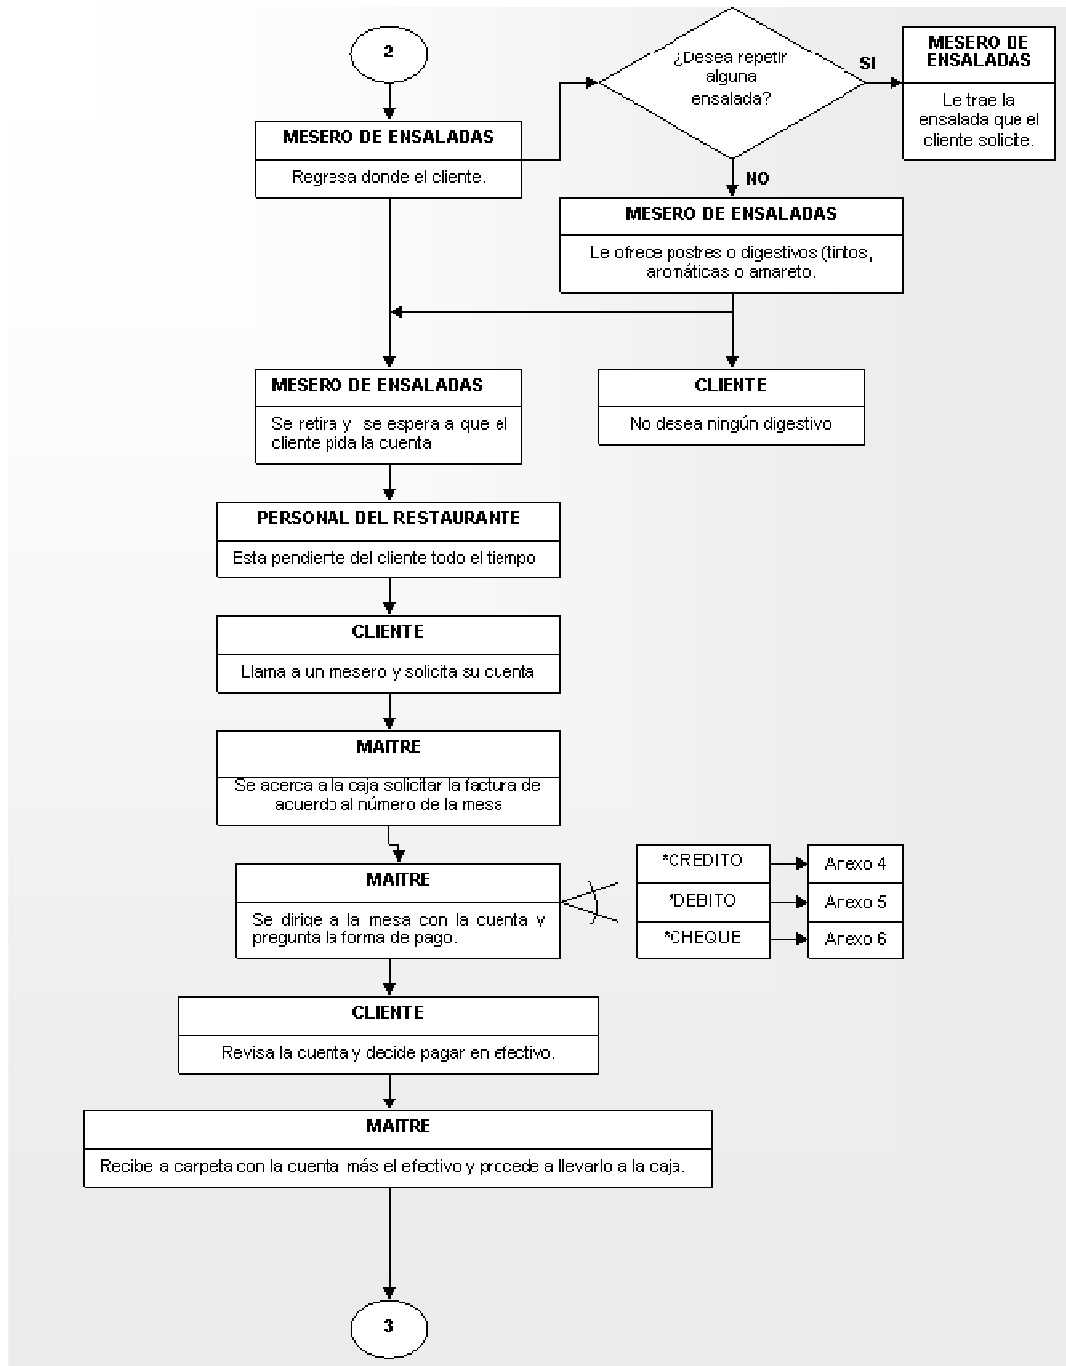 2
MESERO DE ENSALADAS
Regresa donde el cliente.
¿Desea repetir
alguna
ensalada?
SI
MESERO DE
ENSALADAS
Le trae la
ensalada que el
cliente solicite.
NO
MESERO DE ENSALADAS
Le ofrece postres o digestivos (tintos,
aromáticas o amareto.
MESERO DE ENSALADAS
Se retira y se espera a que el
cliente pida la cuenta
CLIENTE
No desea ningún digestivo
PERSONAL DEL RESTAURANTE
Esta pendiente del cliente todo el tiempo
CLIENTE
Llama a un mesero y solicita su cuenta
MAITRE
Se acerca a la caja solicitar la factura de
acuerdo al número de la mesa
MAITRE
Se dirige a la mesa con la cuenta y
pregunta la forma de pago.
*CREDITO
Anexo 4
*DEBITO
Anexo 5
*CHEQUE
Anexo 6
CLIENTE
Revisa la cuenta y decide pagar en efectivo.
MAITRE
Recibe a carpeta con la cuenta más el efectivo y procede a llevarlo a la caja.
3